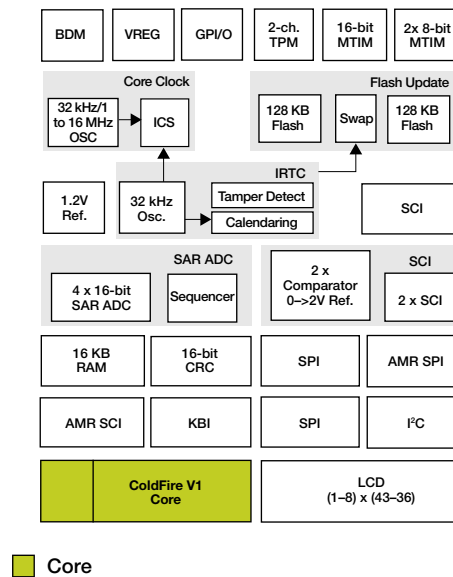 BDM
VREG
GPI/O
2-ch.
TPM
16-bit
MTIM
2x 8-bit
MTIM
Core Clock
32 kHz/1
to 16 MHz
OSC
ICS
Flash Update
128 KB
Flash
Swap
128 KB
Flash
1.2V
Ref.
IRTC
32 kHz
Osc.
Tamper Detect
Calendaring
SCI
SAR ADC
4 x 16-bit
SAR ADC
Sequencer
SCI
2 x
Comparator
0–>2V Ref.
2 x SCI
16 KB
RAM
16-bit
CRC
SPI
AMR SPI
AMR SCI
KBI
SPI
I²C
ColdFire V1
Core
LCD
(1–8) x (43–36)
Core